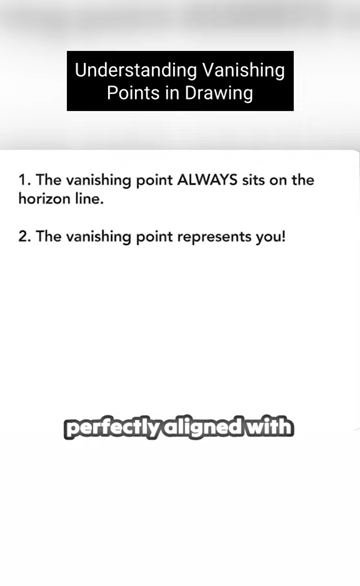 Understanding Vanishing
Points in Drawing
1. The vanishing point ALWAYS sits on the
horizon line.
2. The vanishing point represents you!
perfectly aligned with